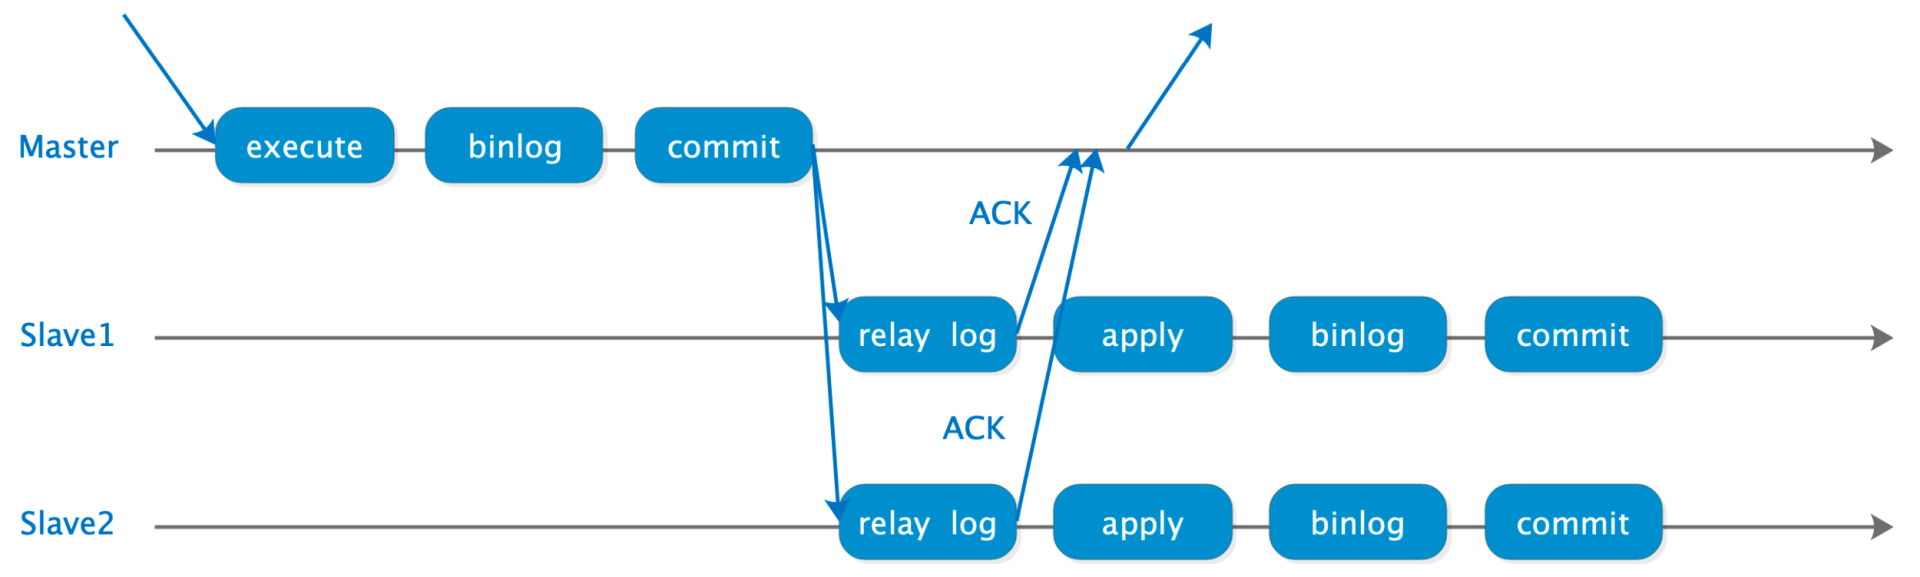 Master execute binlog commit
ACK
Slave1 relay log apply binlog commit
ACK
Slave2 relay log apply binlog commit